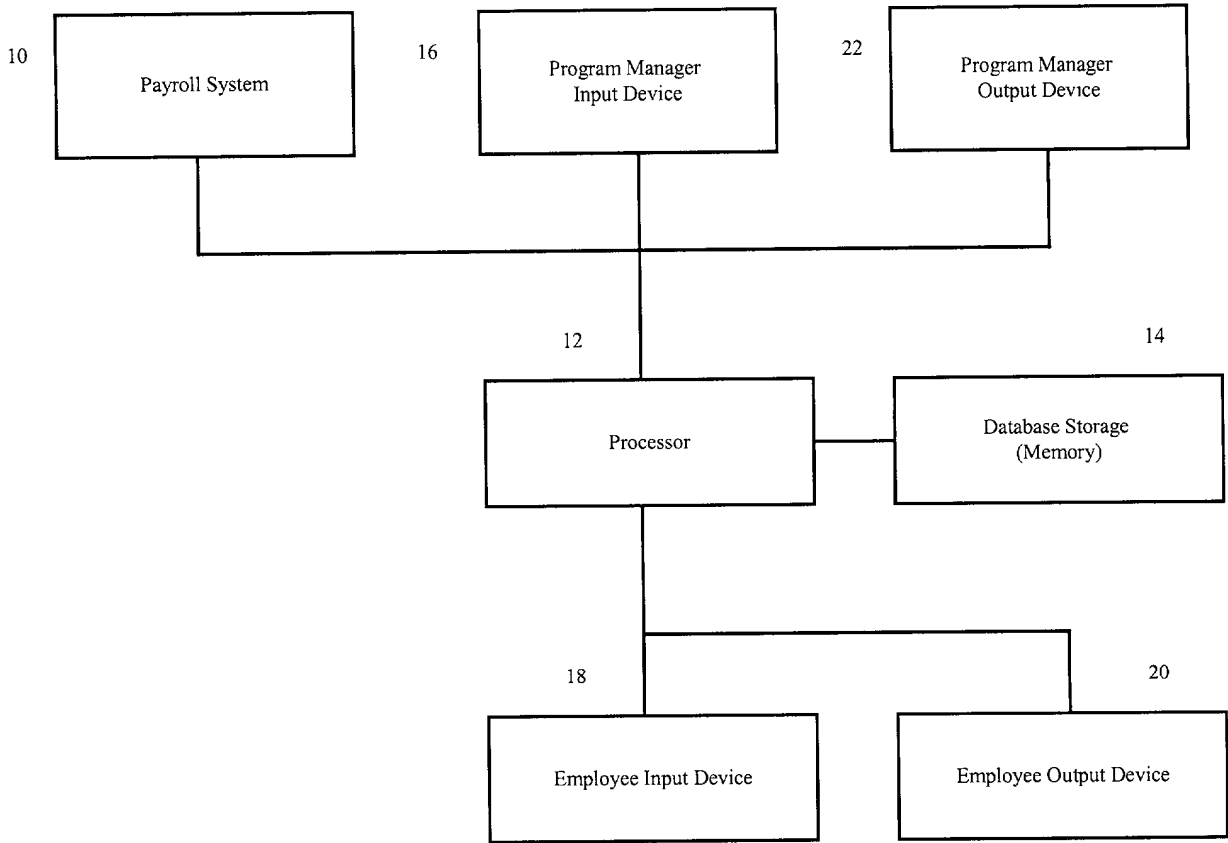 10
Payroll System
16
Program Manager
Input Device
22
Program Manager
Output Device
12
Processor
14
Database Storage
(Memory)
18
Employee Input Device
20
Employee Output Device